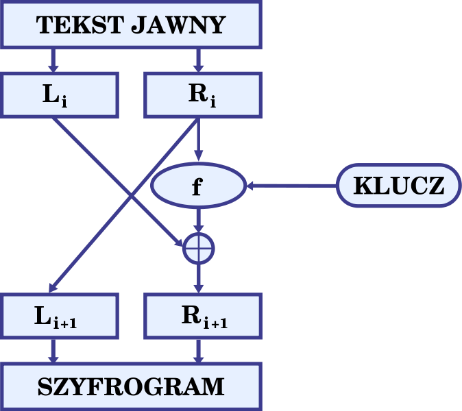 TEKST JAWNY
Lᵢ
Rᵢ
f
KLUCZ
Lᵢ₊₁
Rᵢ₊₁
SZYFROGRAM